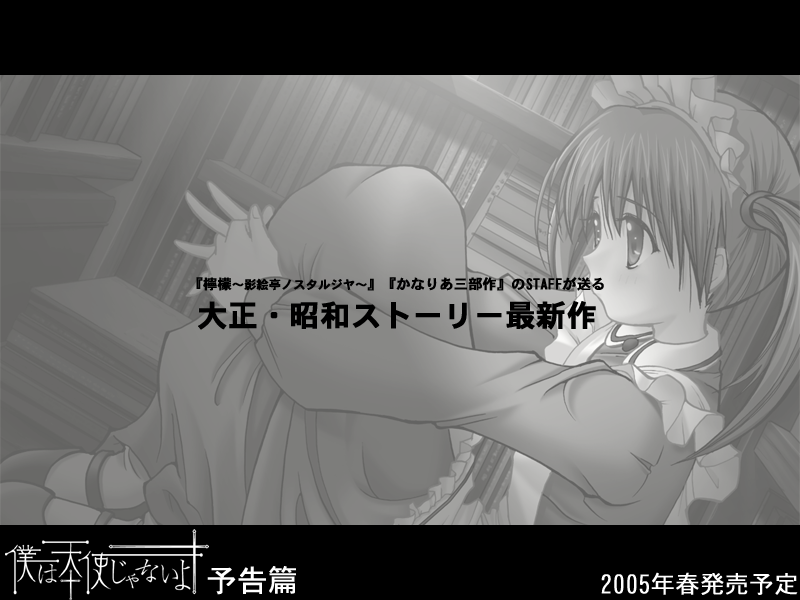 『檸檬～影絵亭ノスタルジヤ～』『かなりあ三部作』のSTAFFが送る
大正・昭和ストーリー最新作
僕は天使じゃないよ 予告篇
2005年春発売予定